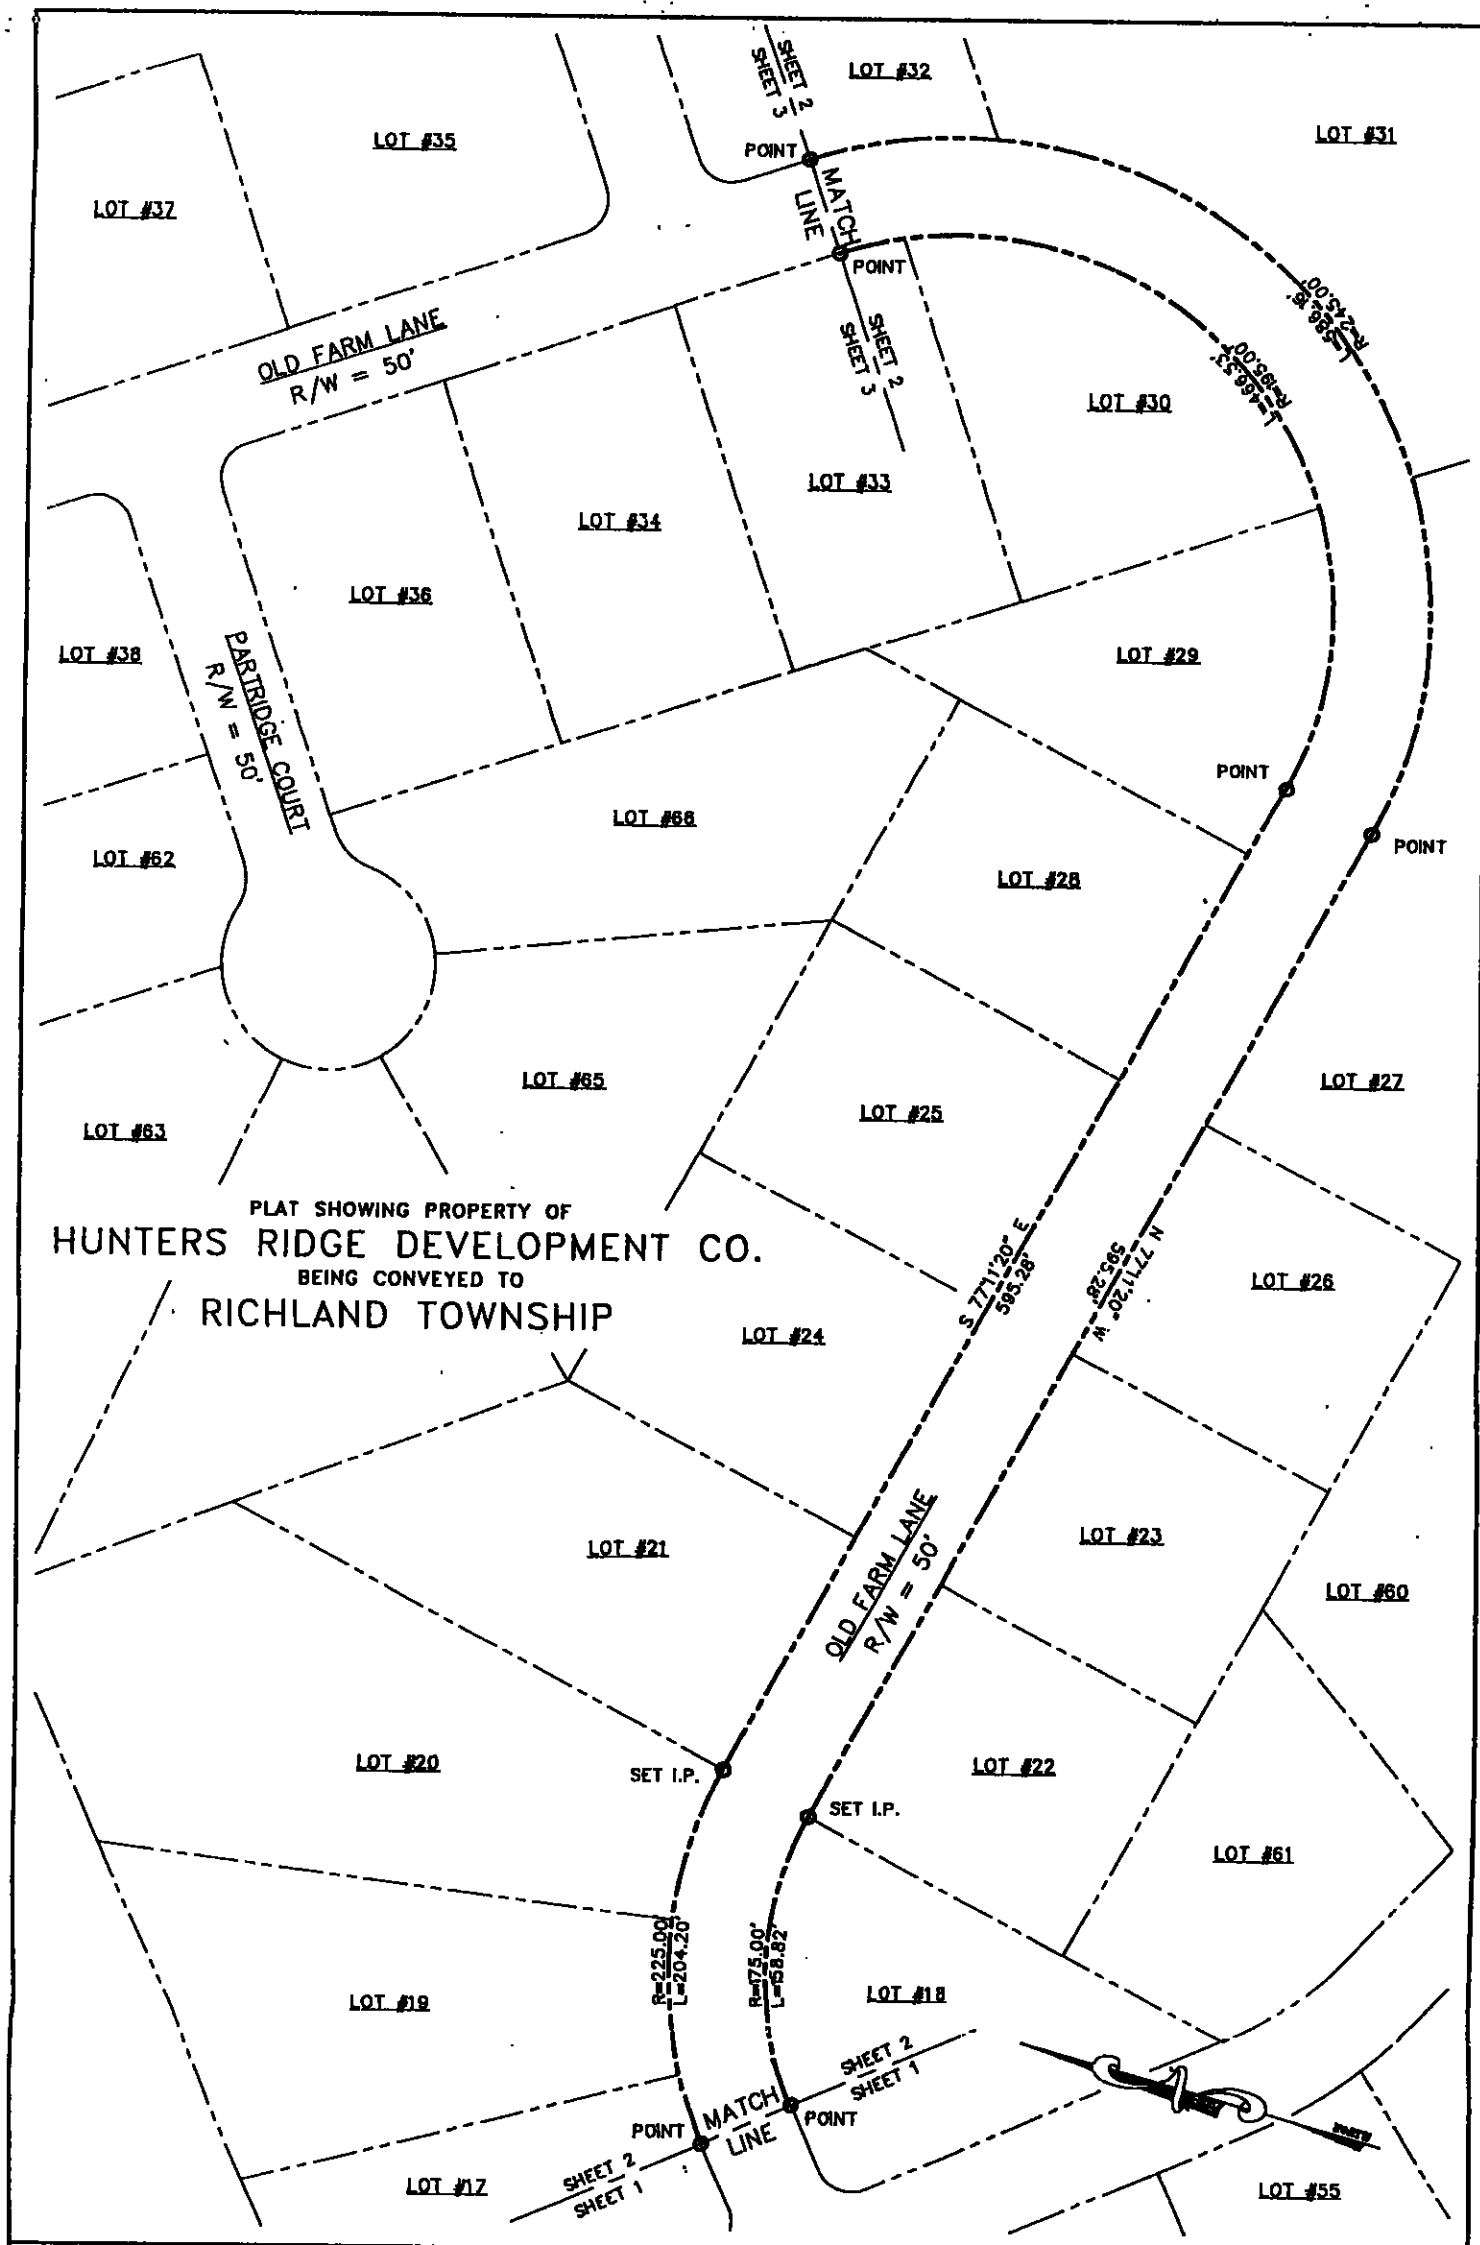 SHEET 2
SHEET 3
LOT #32
LOT #31
LOT #35
POINT
MATCH
LINE
LOT #37
POINT
L=586.16'
R=245.00'
OLD FARM LANE
R/W = 50'
SHEET 2
SHEET 3
L=466.53'
R=195.00'
LOT #30
LOT #33
LOT #34
LOT #36
LOT #38
PARTRIDGE COURT
R/W = 50'
LOT #29
POINT
POINT
LOT #66
LOT #62
LOT #28
LOT #65
LOT #25
LOT #27
LOT #63
PLAT SHOWING PROPERTY OF
HUNTERS RIDGE DEVELOPMENT CO.
BEING CONVEYED TO
RICHLAND TOWNSHIP
S 77°11'20" E
595.28'
N 77°11'20" W
595.28'
LOT #26
LOT #24
LOT #21
OLD FARM LANE
R/W = 50'
LOT #23
LOT #60
LOT #20
SET I.P.
LOT #22
SET I.P.
LOT #61
R=225.00'
L=204.20'
R=175.00'
L=158.82'
LOT #19
LOT #18
SHEET 2
SHEET 1
MATCH
LINE
POINT
POINT
SHEET 2
SHEET 1
LOT #17
NORTH
LOT #55